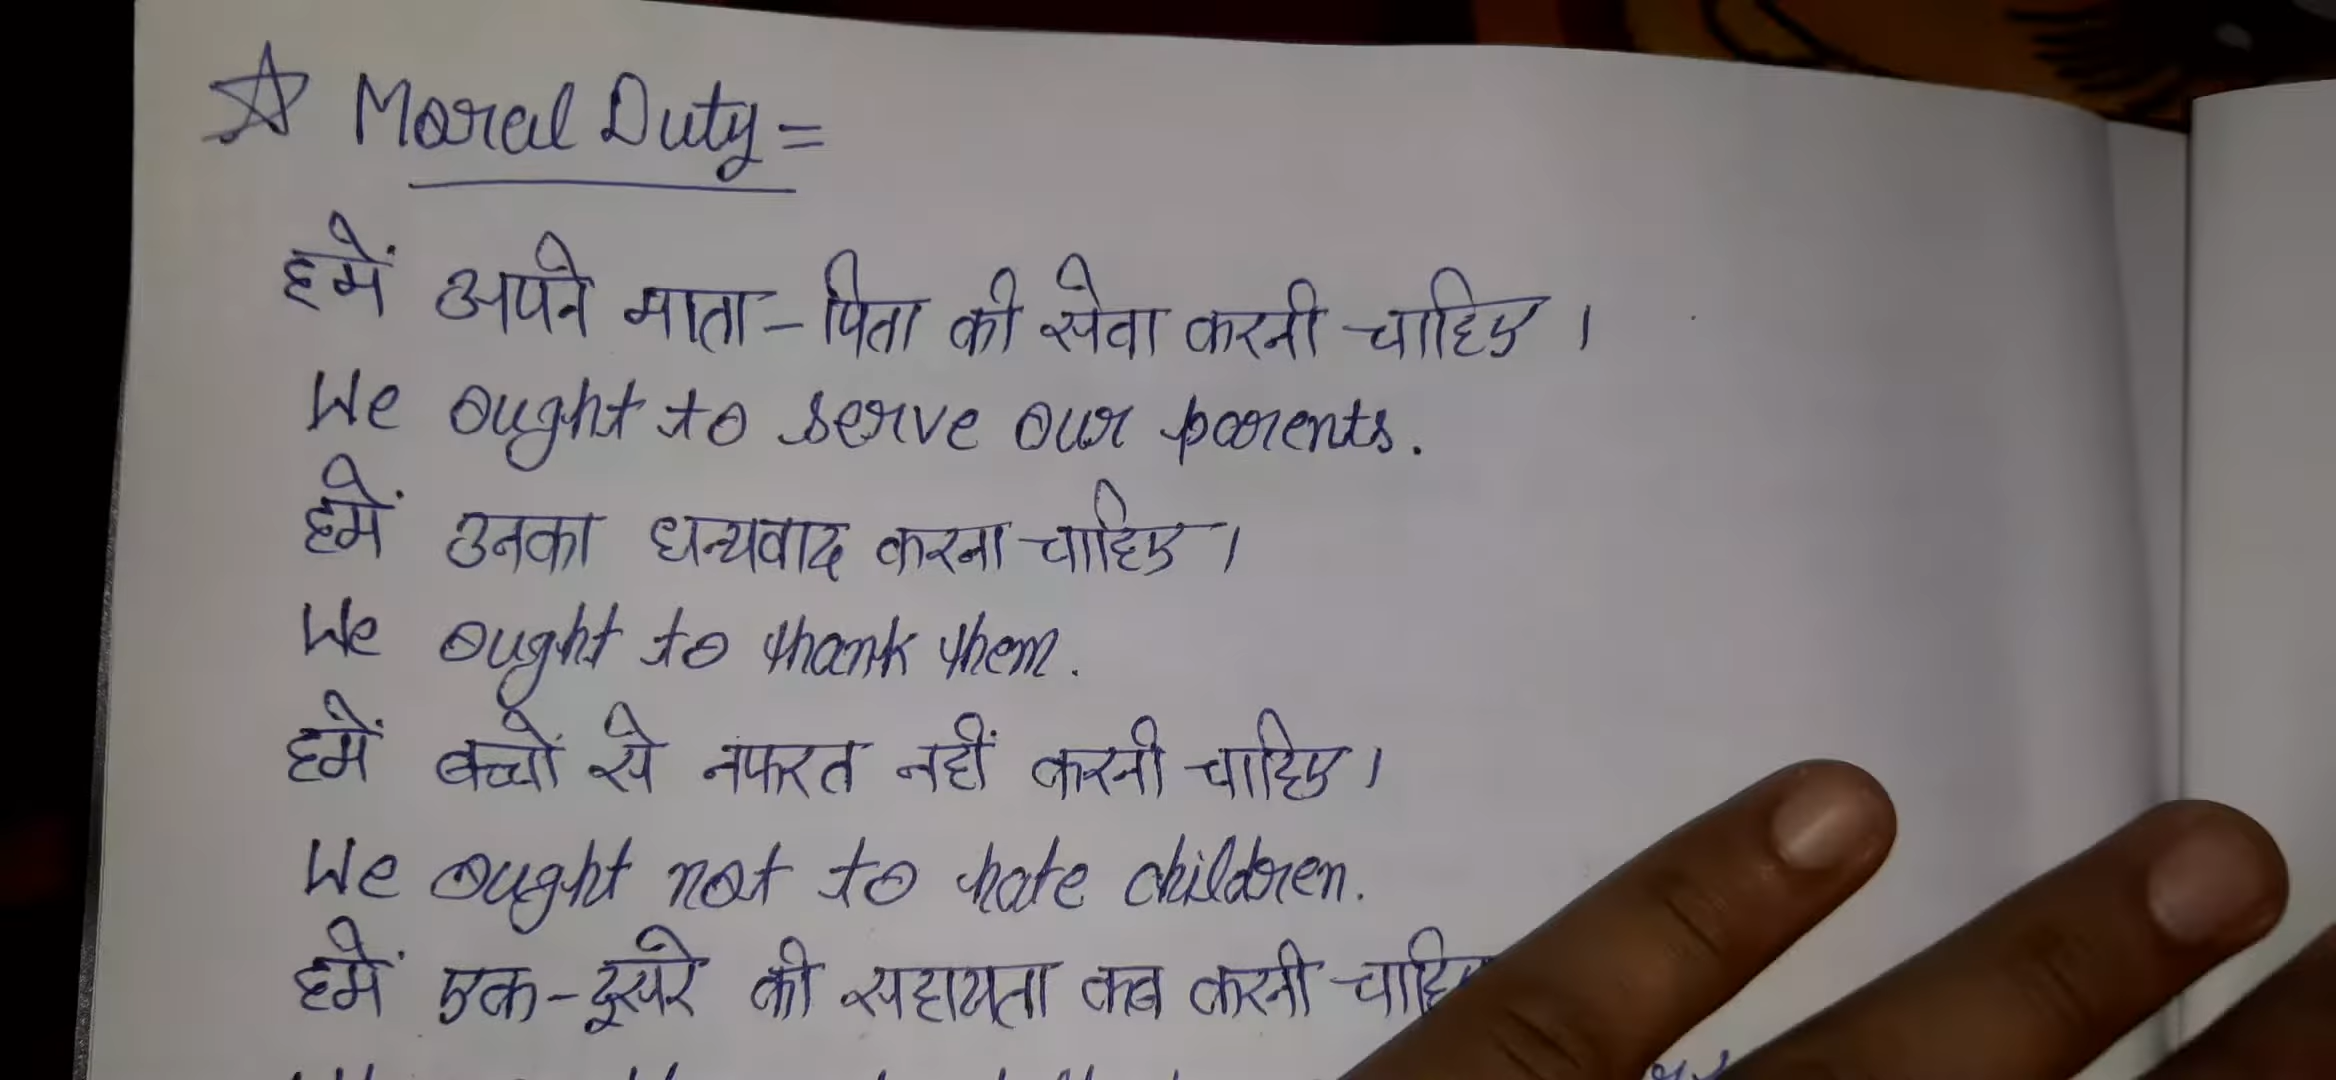 ☆ Moral Duty =
हमें अपने माता-पिता की सेवा करनी चाहिए।
We ought to serve our parents.
हमें उनका धन्यवाद करना चाहिए।
We ought to thank them.
हमें बच्चों से नफरत नहीं करनी चाहिए।
We ought not to hate children.
हमें एक-दूसरे की सहायता कब करनी चाहिए